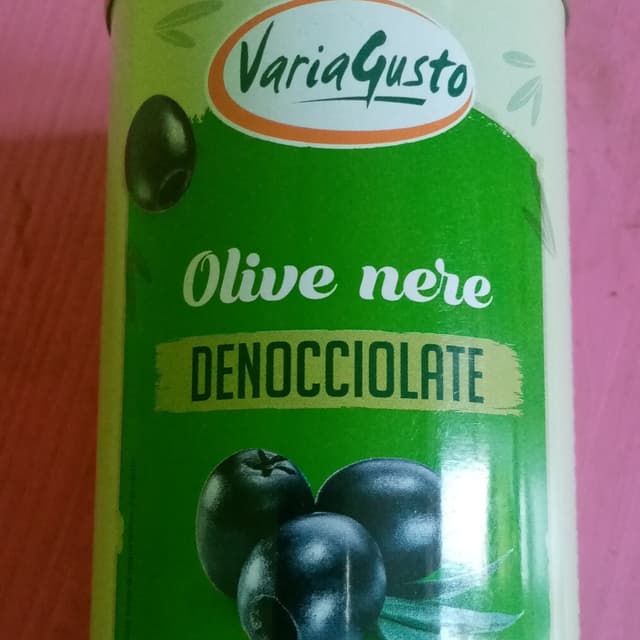 VariaGusto
Olive nere
DENOCCIOLATE